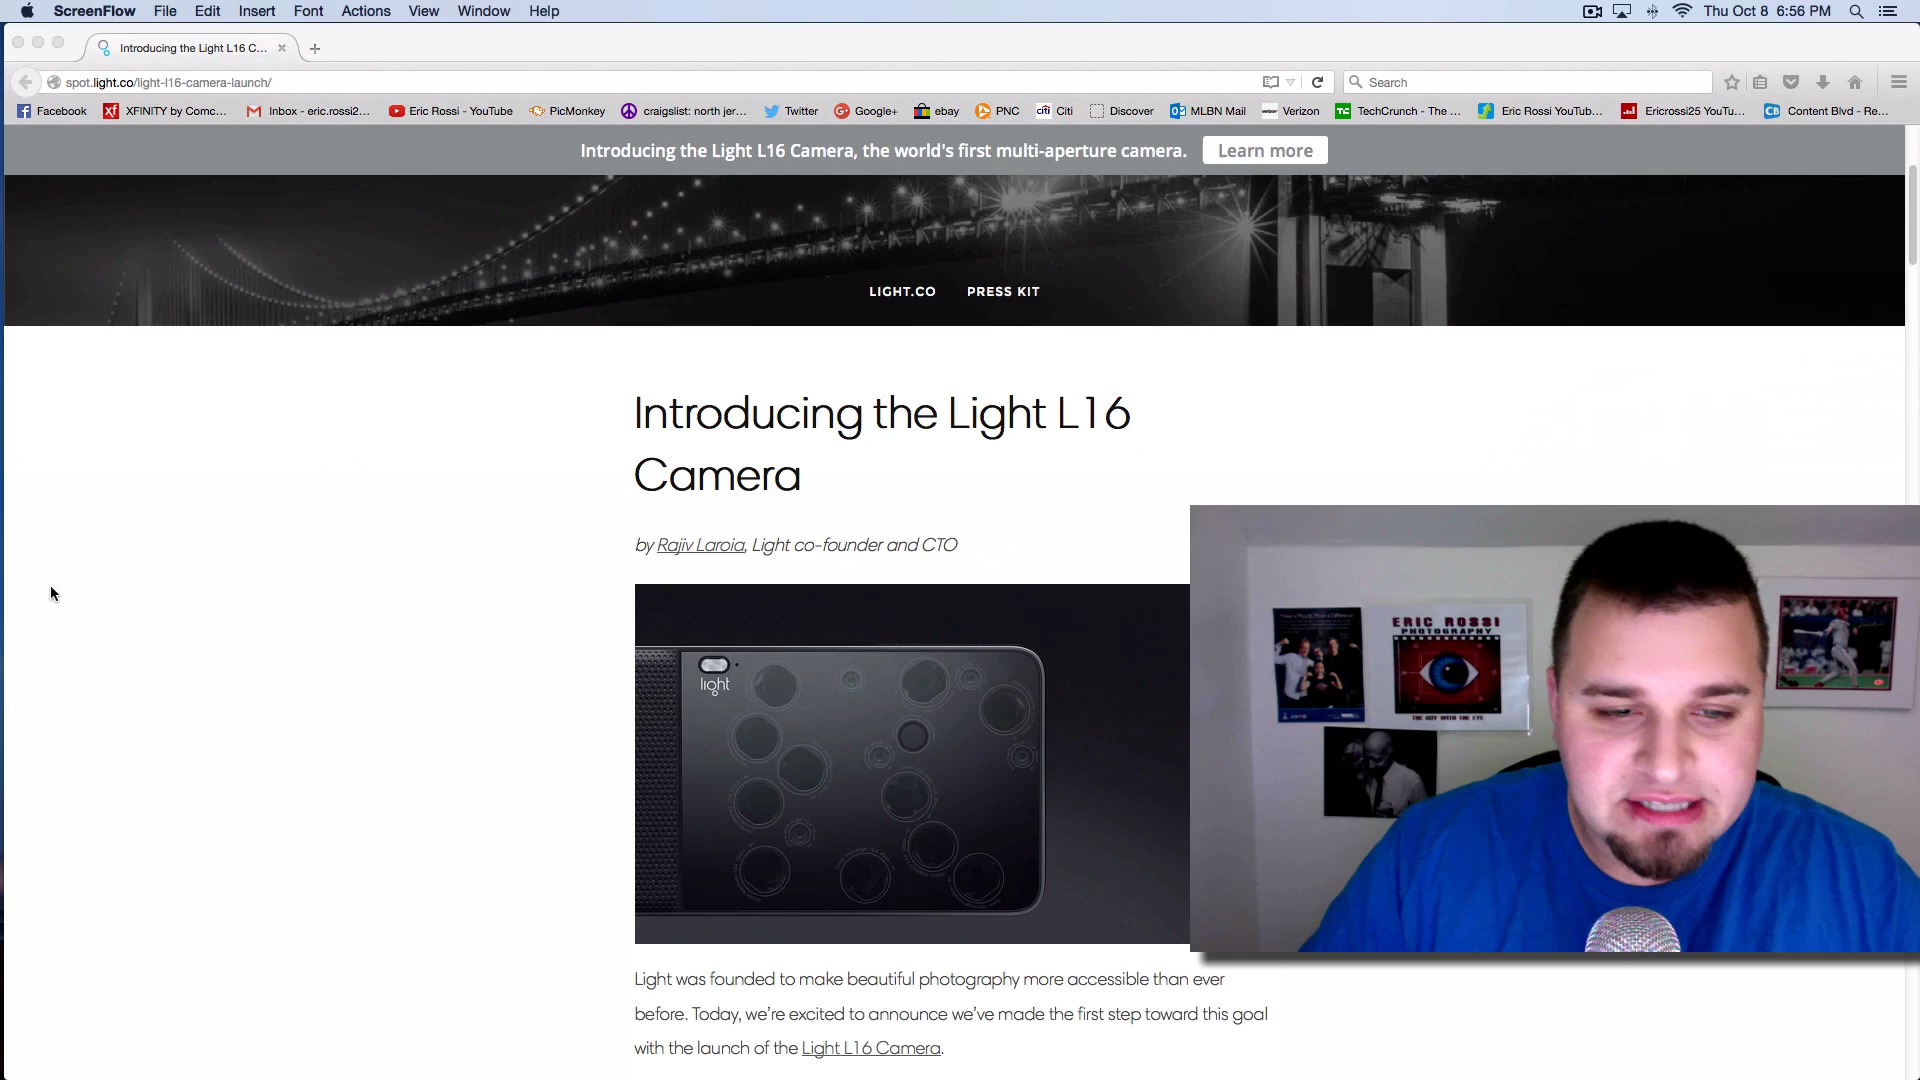 ScreenFlow File Edit Insert Font Actions View Window Help Thu Oct 8 6:56 PM
Introducing the Light L16 C...
spot.light.co/light-l16-camera-launch/ Search
Facebook XFINITY by Comc... Inbox - eric.rossi2... Eric Rossi - YouTube PicMonkey craigslist: north jer... Twitter Google+ ebay PNC Citi Discover MLBN Mail Verizon TechCrunch - The ... Eric Rossi YouTub... Ericrossi25 YouTu... Content Blvd - Re...
Introducing the Light L16 Camera, the world's first multi-aperture camera. Learn more
LIGHT.CO PRESS KIT
Introducing the Light L16
Camera
by Rajiv Laroia, Light co-founder and CTO
light
ERIC ROSSI
PHOTOGRAPHY
THE GUY WITH THE EYE
Light was founded to make beautiful photography more accessible than ever
before. Today, we're excited to announce we've made the first step toward this goal
with the launch of the Light L16 Camera.